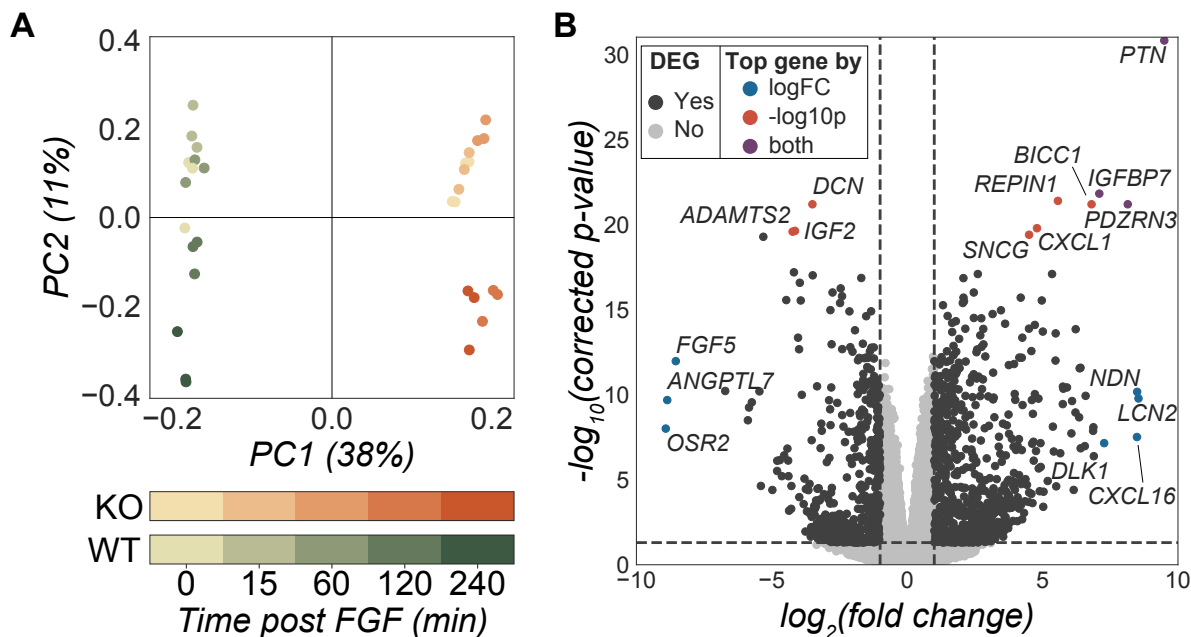 A
0.4
0.2
0.0
−0.2
−0.4
−0.2
0.0
0.2
PC2 (11%)
PC1 (38%)
KO
WT
0
15
60
120
240
Time post FGF (min)
B
DEG
Yes
No
Top gene by
logFC
-log10p
both
PTN
BICC1
IGFBP7
REPIN1
PDZRN3
SNCG
CXCL1
DCN
ADAMTS2
IGF2
FGF5
ANGPTL7
OSR2
NDN
LCN2
DLK1
CXCL16
30
25
20
15
10
5
0
−10
−5
0
5
10
-log10(corrected p-value)
log2(fold change)